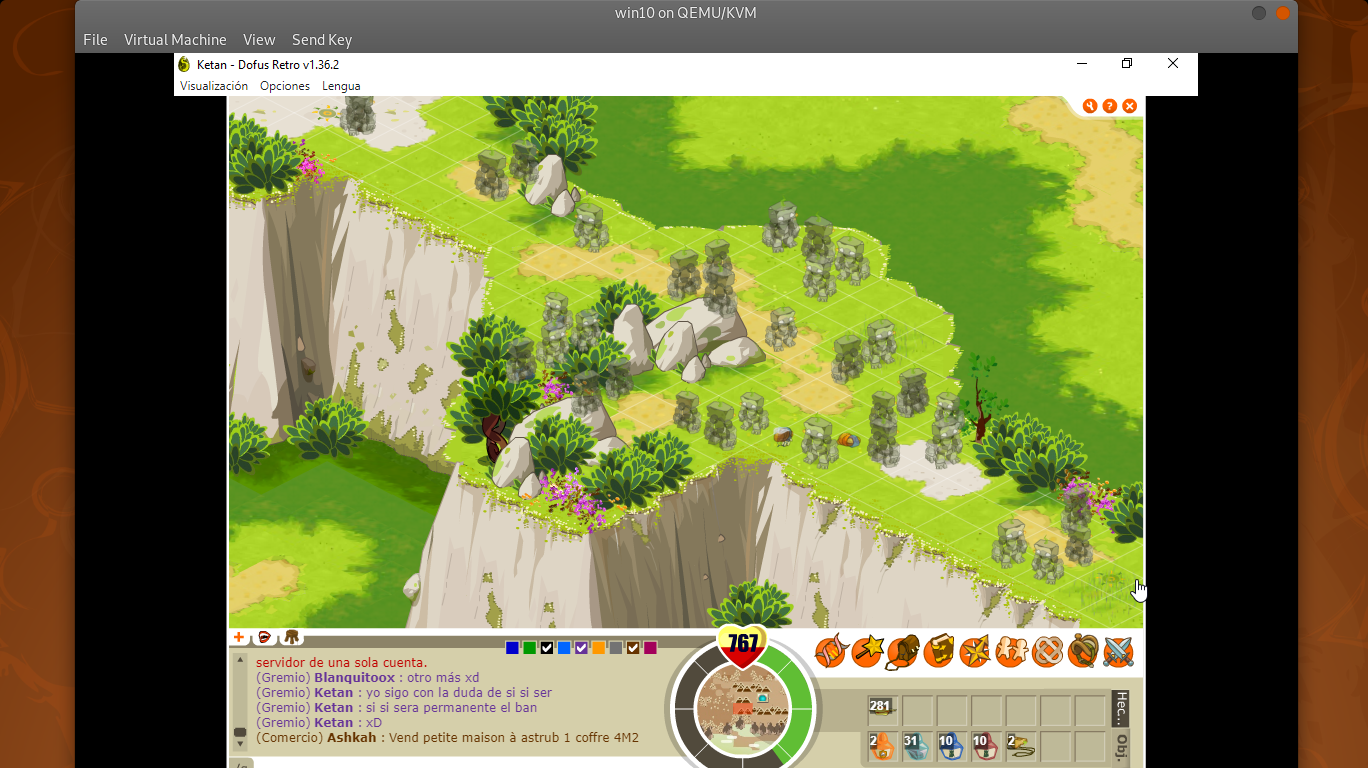 win10 on QEMU/KVM
File Virtual Machine View Send Key
Ketan - Dofus Retro v1.36.2
Visualización Opciones Lengua
767
servidor de una sola cuenta.
(Gremio) Blanquitoox : otro más xd
(Gremio) Ketan : yo sigo con la duda de si si ser
(Gremio) Ketan : si si sera permanente el ban
(Gremio) Ketan : xD
(Comercio) Ashkah : Vend petite maison à astrub 1 coffre 4M2
281
Hec...
2 31 10 10 2
Obj.